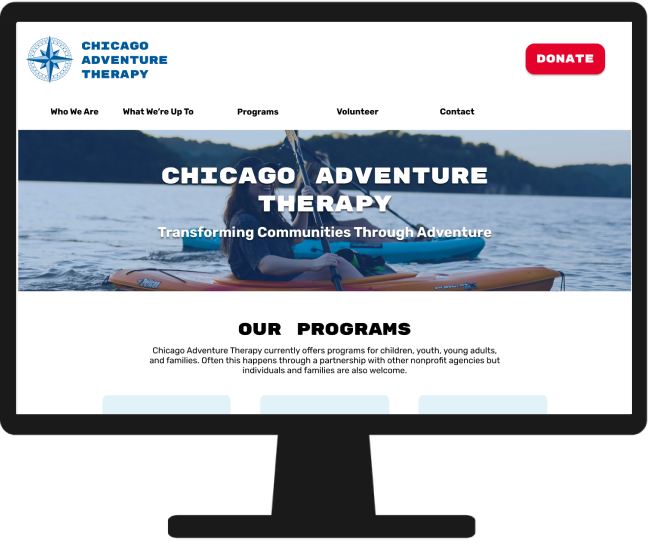 CHICAGO
ADVENTURE
THERAPY
DONATE
Who We Are What We're Up To Programs Volunteer Contact
CHICAGO ADVENTURE
THERAPY
Transforming Communities Through Adventure
OUR PROGRAMS
Chicago Adventure Therapy currently offers programs for children, youth, young adults,
and families. Often this happens through a partnership with other nonprofit agencies but
individuals and families are also welcome.